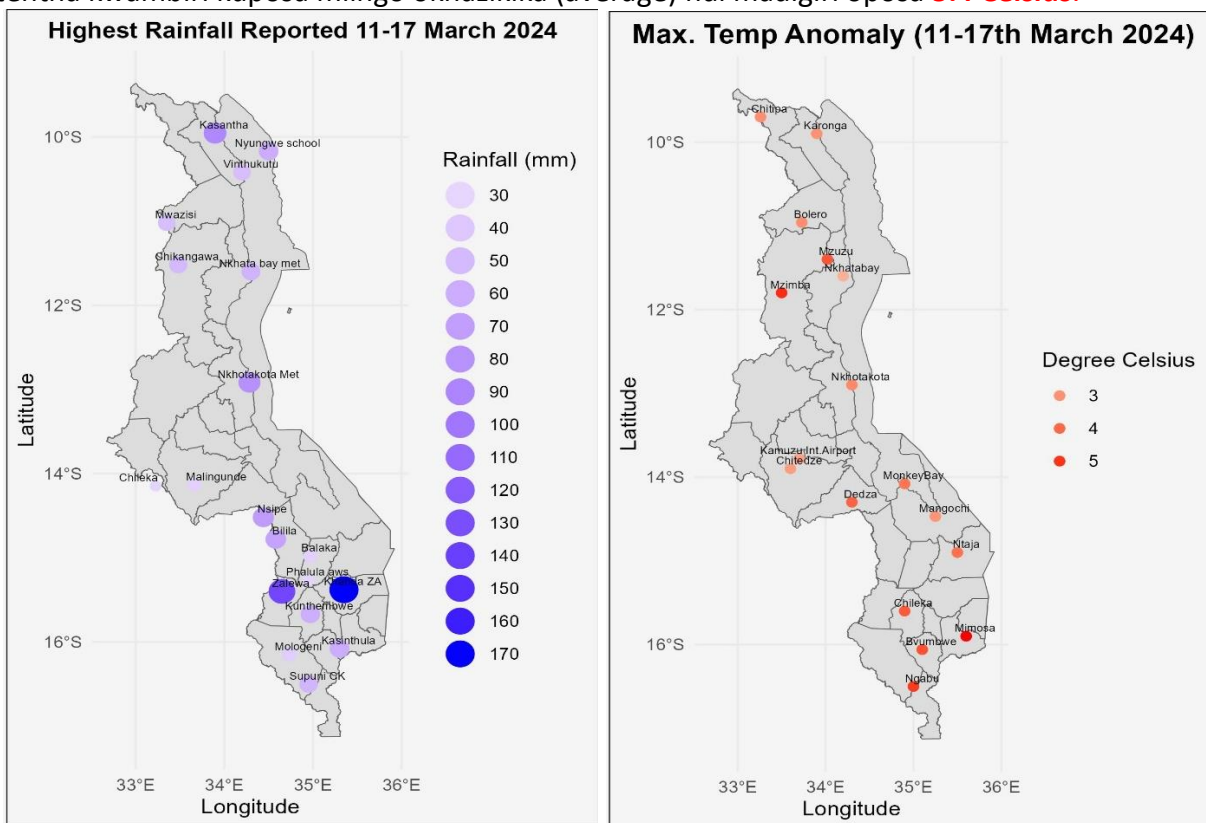 Highest Rainfall Reported 11-17 March 2024
Kasantha
10°S
Nyungwe school
Vinthukutu
Mwazisi
Chikangawa
Nkhata bay met
12°S
Nkhotakota Met
14°S
Chileka
Malingunde
Nsipe
Bilila
Balaka
Phalula aws
Zalewa
ZA
Kunthembwe
16°S
Mologeni
Kasinthula
Supuni CK
Latitude
33°E
34°E
35°E
36°E
Longitude
Rainfall (mm)
30
40
50
60
70
80
90
100
110
120
130
140
150
160
170
Max. Temp Anomaly (11-17th March 2024)
Chitipa
10°S
Karonga
Bolero
Mzuzu
Nkhatabay
Mzimba
12°S
Nkhotakota
Kamuzu Int.Airport
Chitedze
14°S
MonkeyBay
Dedza
Mangochi
Ntaja
Chileka
Mimosa
Bvumbwe
16°S
Ngabu
Latitude
33°E
34°E
35°E
36°E
Longitude
Degree Celsius
3
4
5